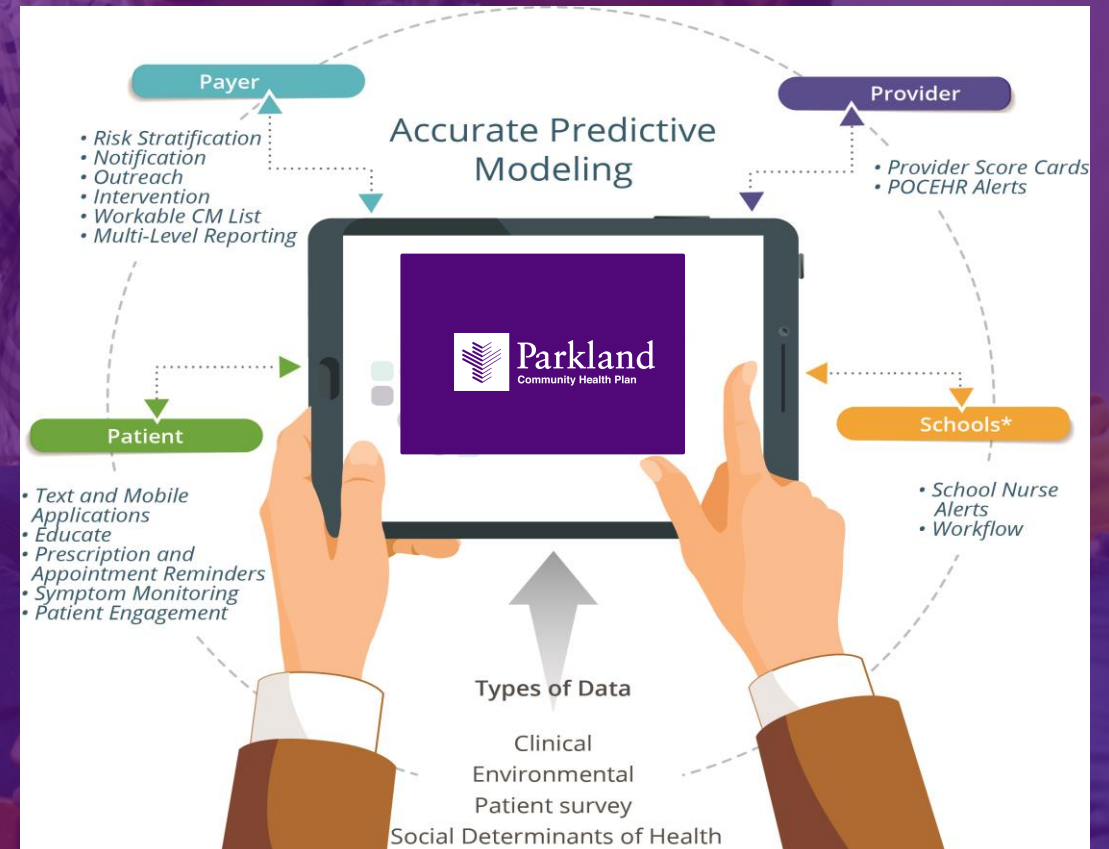 Payer
• Risk Stratification
• Notification
• Outreach
• Intervention
• Workable CM List
• Multi-Level Reporting
Accurate Predictive
Modeling
Provider
• Provider Score Cards
• POCEHR Alerts
Parkland
Community Health Plan
Patient
• Text and Mobile
Applications
• Educate
• Prescription and
Appointment Reminders
• Symptom Monitoring
• Patient Engagement
Schools*
• School Nurse
Alerts
• Workflow
Types of Data
Clinical
Environmental
Patient survey
Social Determinants of Health